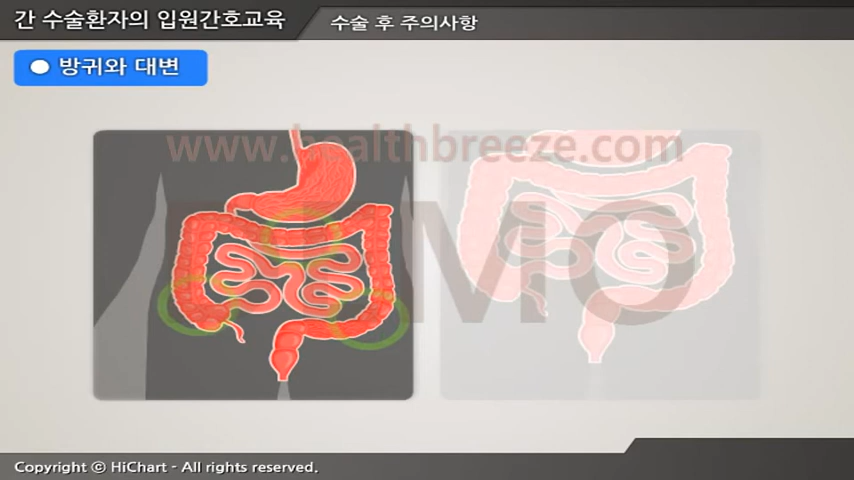 간 수술환자의 입원간호교육
수술 후 주의사항
● 방귀와 대변
www.healthbreeze.com
DEMO
Copyright ⓒ HiChart - All rights reserved.